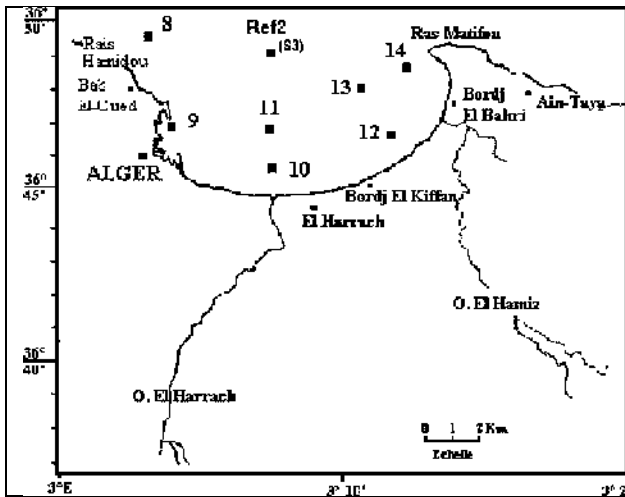 8
Ref2
(S3)
Ras Matifou
14
Rais
Hamidou
Bab
El-Oued
13
Bordj
El Bahri
Ain-Taya
9
11
12
ALGER
10
36°
45'
Bordj El Kiffan
El Harrach
O. El Hamiz
36°
40'
O. El Harrach
0 1 2 Km
Echelle
3°E
3° 10'